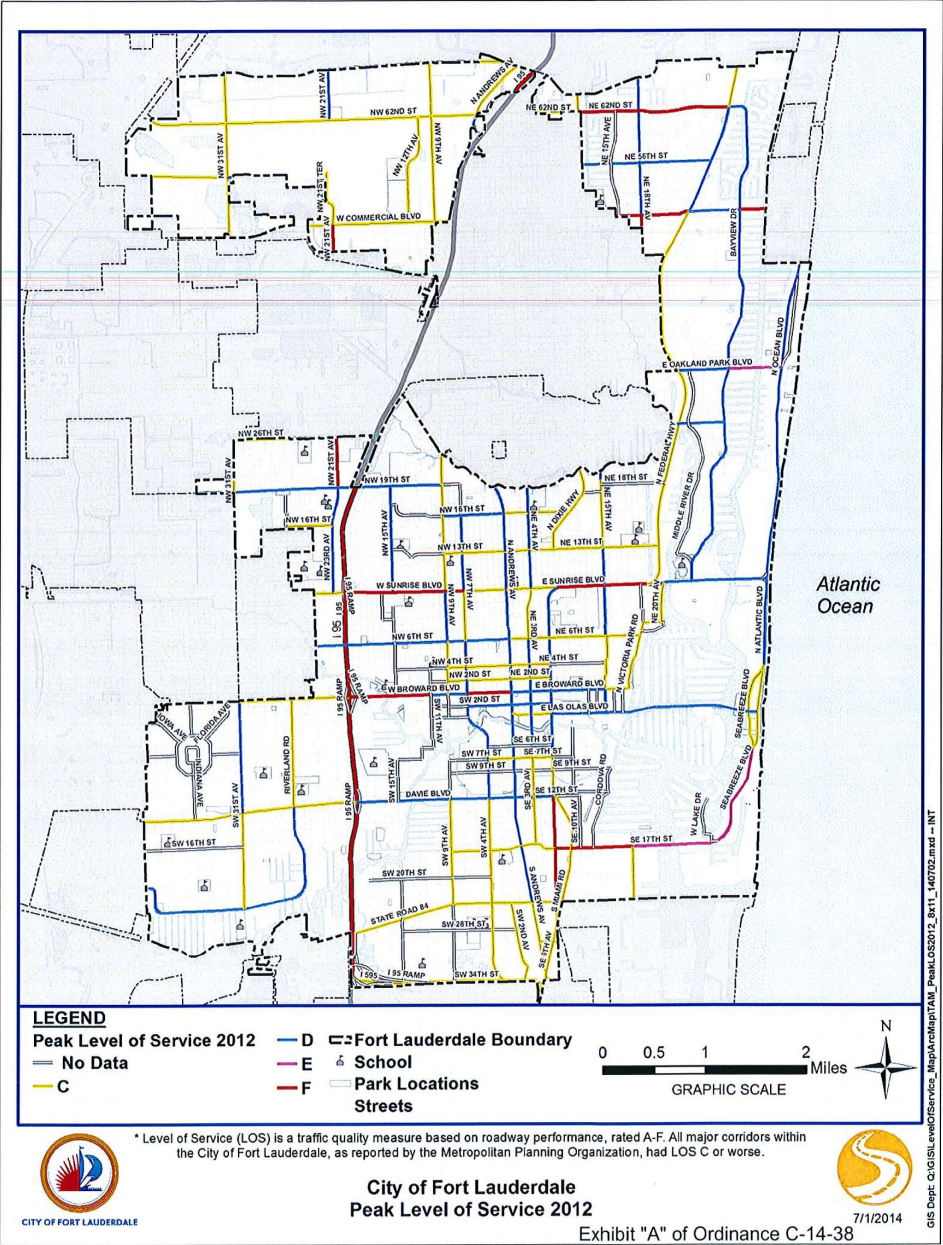 N ANDREWS AV
I 95
NW 21ST AV
NW 62ND ST
NE 62ND ST
NE 62ND ST
NE 15TH AVE
NW 31ST AV
NW 12TH AV
NW 9TH AV
NE 56TH ST
NW 21ST TER
NE 18TH AV
W COMMERCIAL BLVD
NW 21ST AV
BAYVIEW DR
N OCEAN BLVD
E OAKLAND PARK BLVD
NW 26TH ST
N FEDERAL HWY
NW 31ST AV
NW 21ST AV
NW 19TH ST
NE 18TH ST
NW 16TH ST
NW 16TH ST
N DIXIE HWY
NE 15TH AV
MIDDLE RIVER DR
NE 4TH AV
NW 15TH AV
NW 23RD AV
NW 13TH ST
NE 13TH ST
N ANDREWS AV
W SUNRISE BLVD
E SUNRISE BLVD
I 95 RAMP
I 95
I 95
NW 9TH AV
NW 7TH AV
NE 3RD AV
NE 20TH AV
N ATLANTIC BLVD
Atlantic
Ocean
NW 6TH ST
NE 6TH ST
N VICTORIA PARK RD
NW 4TH ST
NE 4TH ST
NW 2ND ST
NE 2ND ST
I 95 RAMP
I 95 RAMP
W BROWARD BLVD
E BROWARD BLVD
SW 2ND ST
E LAS OLAS BLVD
SW 11TH AV
SEABREEZE BLVD
IOWA AVE
FLORIDA AVE
INDIANA AVE
RIVERLAND RD
SW 31ST AV
SE 6TH ST
SW 7TH ST
SE 7TH ST
SW 9TH ST
SE 9TH ST
SW 15TH AV
SE 3RD AV
CORDOVA RD
SEABREEZE BLVD
I 95 RAMP
DAVIE BLVD
SE 12TH ST
SE 10TH AV
W LAKE DR
SW 16TH ST
SW 9TH AV
SW 4TH AV
SE 17TH ST
SW 20TH ST
S ANDREWS AV
S MIAMI RD
STATE ROAD 84
SW 28TH ST
SW 2ND AV
I 595
I 95 RAMP
SW 34TH ST
LEGEND
Peak Level of Service 2012
No Data
C
D
E
F
Fort Lauderdale Boundary
School
Park Locations
Streets
0 0.5 1 2
Miles
GRAPHIC SCALE
N
* Level of Service (LOS) is a traffic quality measure based on roadway performance, rated A-F. All major corridors within
the City of Fort Lauderdale, as reported by the Metropolitan Planning Organization, had LOS C or worse.
City of Fort Lauderdale
Peak Level of Service 2012
CITY OF FORT LAUDERDALE
7/1/2014
Exhibit "A" of Ordinance C-14-38
GIS Dept: Q:\GIS\LevelOfService_Map\ArcMap\TAM_PeakLOS2012_8x11_140702.mxd -- INT